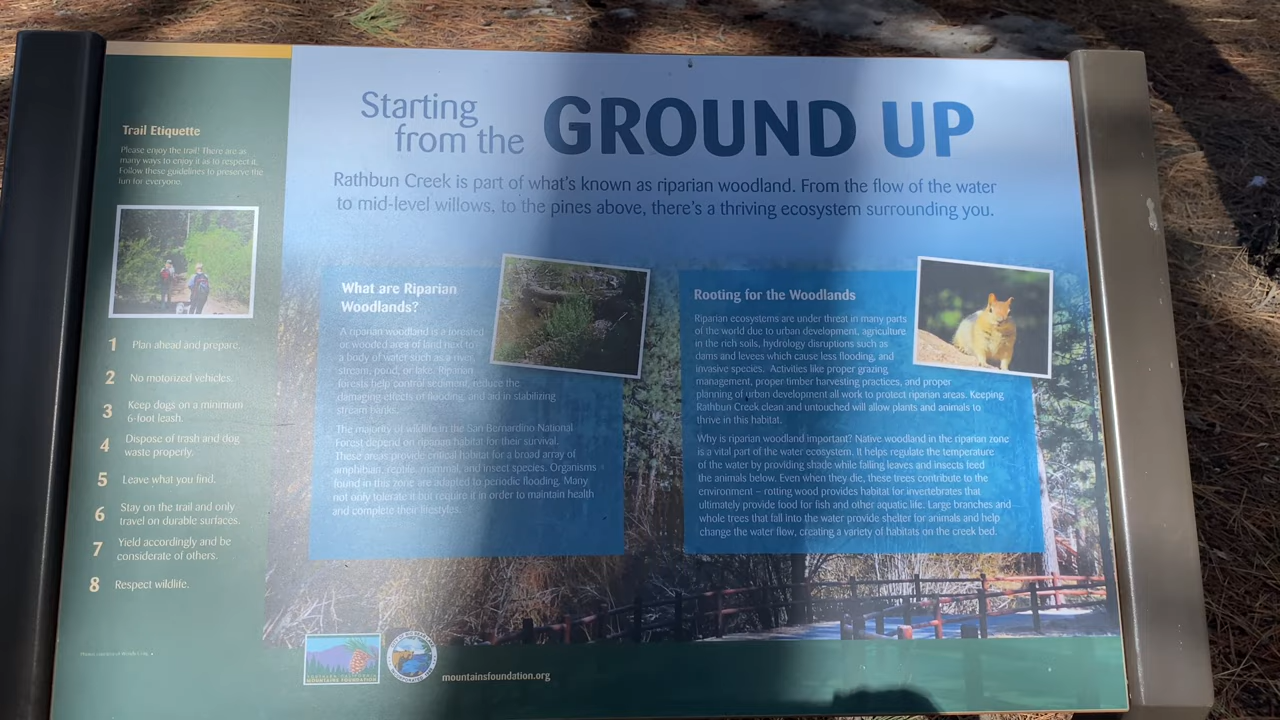 Trail Etiquette
Please enjoy the trail! There are as
many ways to enjoy it as to respect it.
Follow these guidelines to preserve the
fun for everyone.
1 Plan ahead and prepare.
2 No motorized vehicles.
3 Keep dogs on a minimum
6-foot leash.
4 Dispose of trash and dog
waste properly.
5 Leave what you find.
6 Stay on the trail and only
travel on durable surfaces.
7 Yield accordingly and be
considerate of others.
8 Respect wildlife.
Starting
from the GROUND UP
Rathbun Creek is part of what's known as riparian woodland. From the flow of the water
to mid-level willows, to the pines above, there's a thriving ecosystem surrounding you.
What are Riparian
Woodlands?
A riparian woodland is a forested
or wooded area of land next to
a body of water such as a river,
stream, pond, or lake. Riparian
forests help control sediment, reduce the
damaging effects of flooding, and aid in stabilizing
stream banks.
The majority of wildlife in the San Bernardino National
Forest depend on riparian habitat for their survival.
These areas provide critical habitat for a broad array of
amphibian, reptile, mammal, and insect species. Organisms
found in this zone are adapted to periodic flooding. Many
not only tolerate it but require it in order to maintain health
and complete their lifestyles.
Rooting for the Woodlands
Riparian ecosystems are under threat in many parts
of the world due to urban development, agriculture
in the rich soils, hydrology disruptions such as
dams and levees which cause less flooding, and
invasive species. Activities like proper grazing
management, proper timber harvesting practices, and proper
planning of urban development all work to protect riparian areas. Keeping
Rathbun Creek clean and untouched will allow plants and animals to
thrive in this habitat.
Why is riparian woodland important? Native woodland in the riparian zone
is a vital part of the water ecosystem. It helps regulate the temperature
of the water by providing shade while falling leaves and insects feed
the animals below. Even when they die, these trees contribute to the
environment – rotting wood provides habitat for invertebrates that
ultimately provide food for fish and other aquatic life. Large branches and
whole trees that fall into the water provide shelter for animals and help
change the water flow, creating a variety of habitats on the creek bed.
SOUTHERN CALIFORNIA
MOUNTAINS FOUNDATION
mountainsfoundation.org